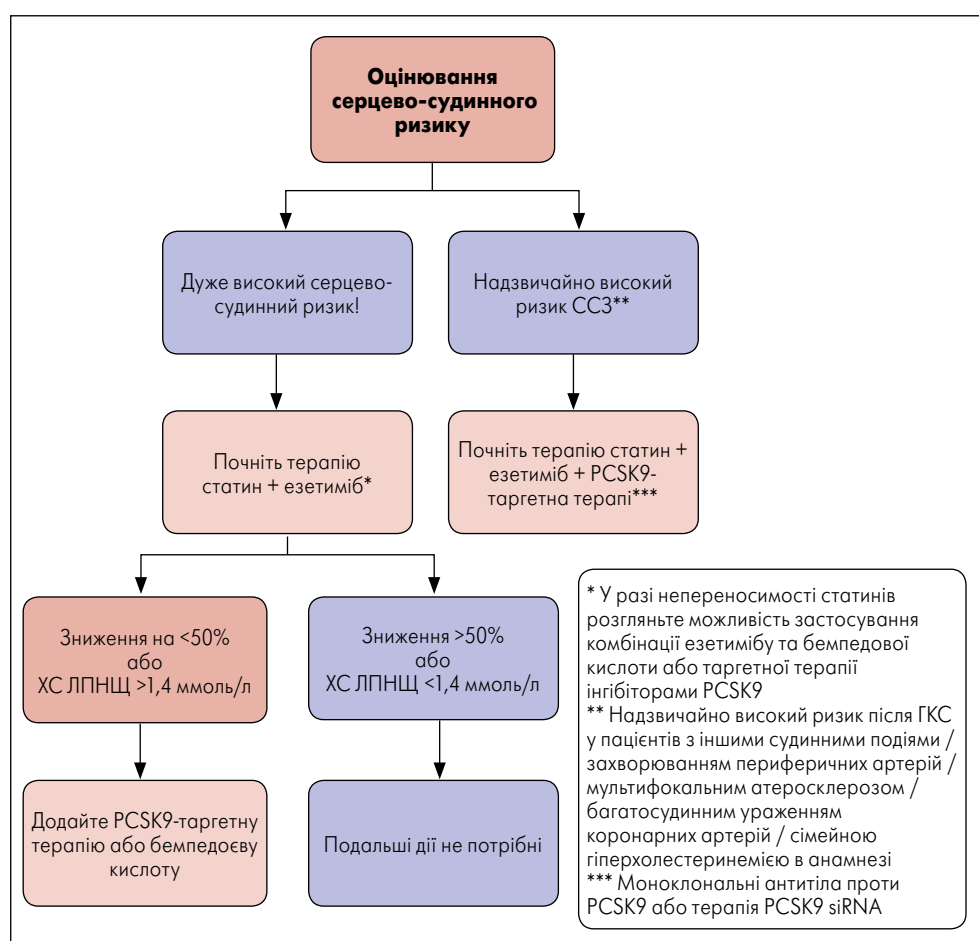 Оцінювання
серцево-судинного
ризику
Дуже високий серцево-
судинний ризик!
Надзвичайно високий
ризик ССЗ**
Почніть терапію
статин + езетиміб*
Почніть терапію статин +
езетиміб + PCSK9-
таргетна терапі***
Зниження на <50%
або
ХС ЛПНЩ >1,4 ммоль/л
Зниження >50%
або
ХС ЛПНЩ <1,4 ммоль/л
Додайте PCSK9-таргетну
терапію або бемпедоєву
кислоту
Подальші дії не потрібні
* У разі непереносимості статинів
розгляньте можливість застосування
комбінації езетимібу та бемпедової
кислоти або таргетної терапії
інгібіторами PCSK9
** Надзвичайно високий ризик після ГКС
у пацієнтів з іншими судинними подіями /
захворюванням периферичних артерій /
мультифокальним атеросклерозом /
багатосудинним ураженням
коронарних артерій / сімейною
гіперхолестеринемією в анамнезі
*** Моноклональні антитіла проти
PCSK9 або терапія PCSK9 siRNA